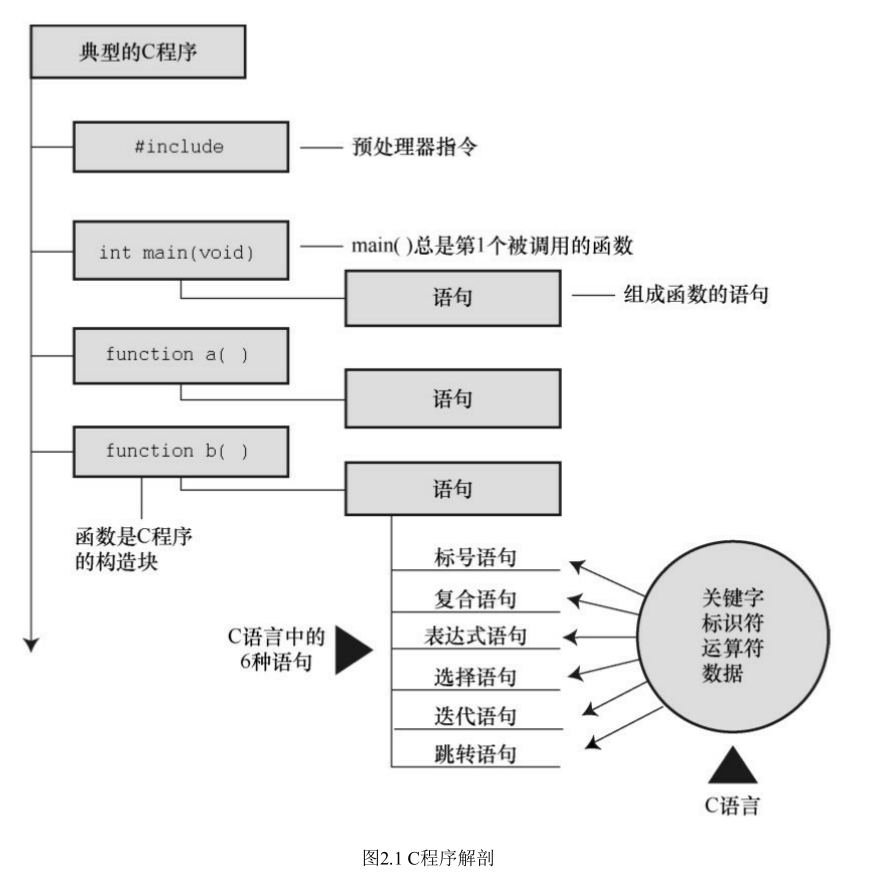 典型的C程序
#include
预处理器指令
int main(void)
main( )总是第1个被调用的函数
语句
组成函数的语句
function a( )
语句
function b( )
语句
函数是C程序
的构造块
标号语句
复合语句
表达式语句
选择语句
迭代语句
跳转语句
C语言中的
6种语句
关键字
标识符
运算符
数据
C语言
图2.1 C程序解剖